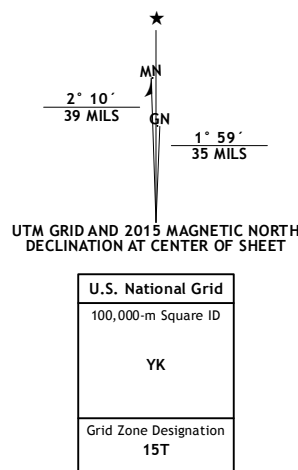 ★
MN
2° 10´
39 MILS
GN
1° 59´
35 MILS
UTM GRID AND 2015 MAGNETIC NORTH
DECLINATION AT CENTER OF SHEET
U.S. National Grid
100,000-m Square ID
YK
Grid Zone Designation
15T